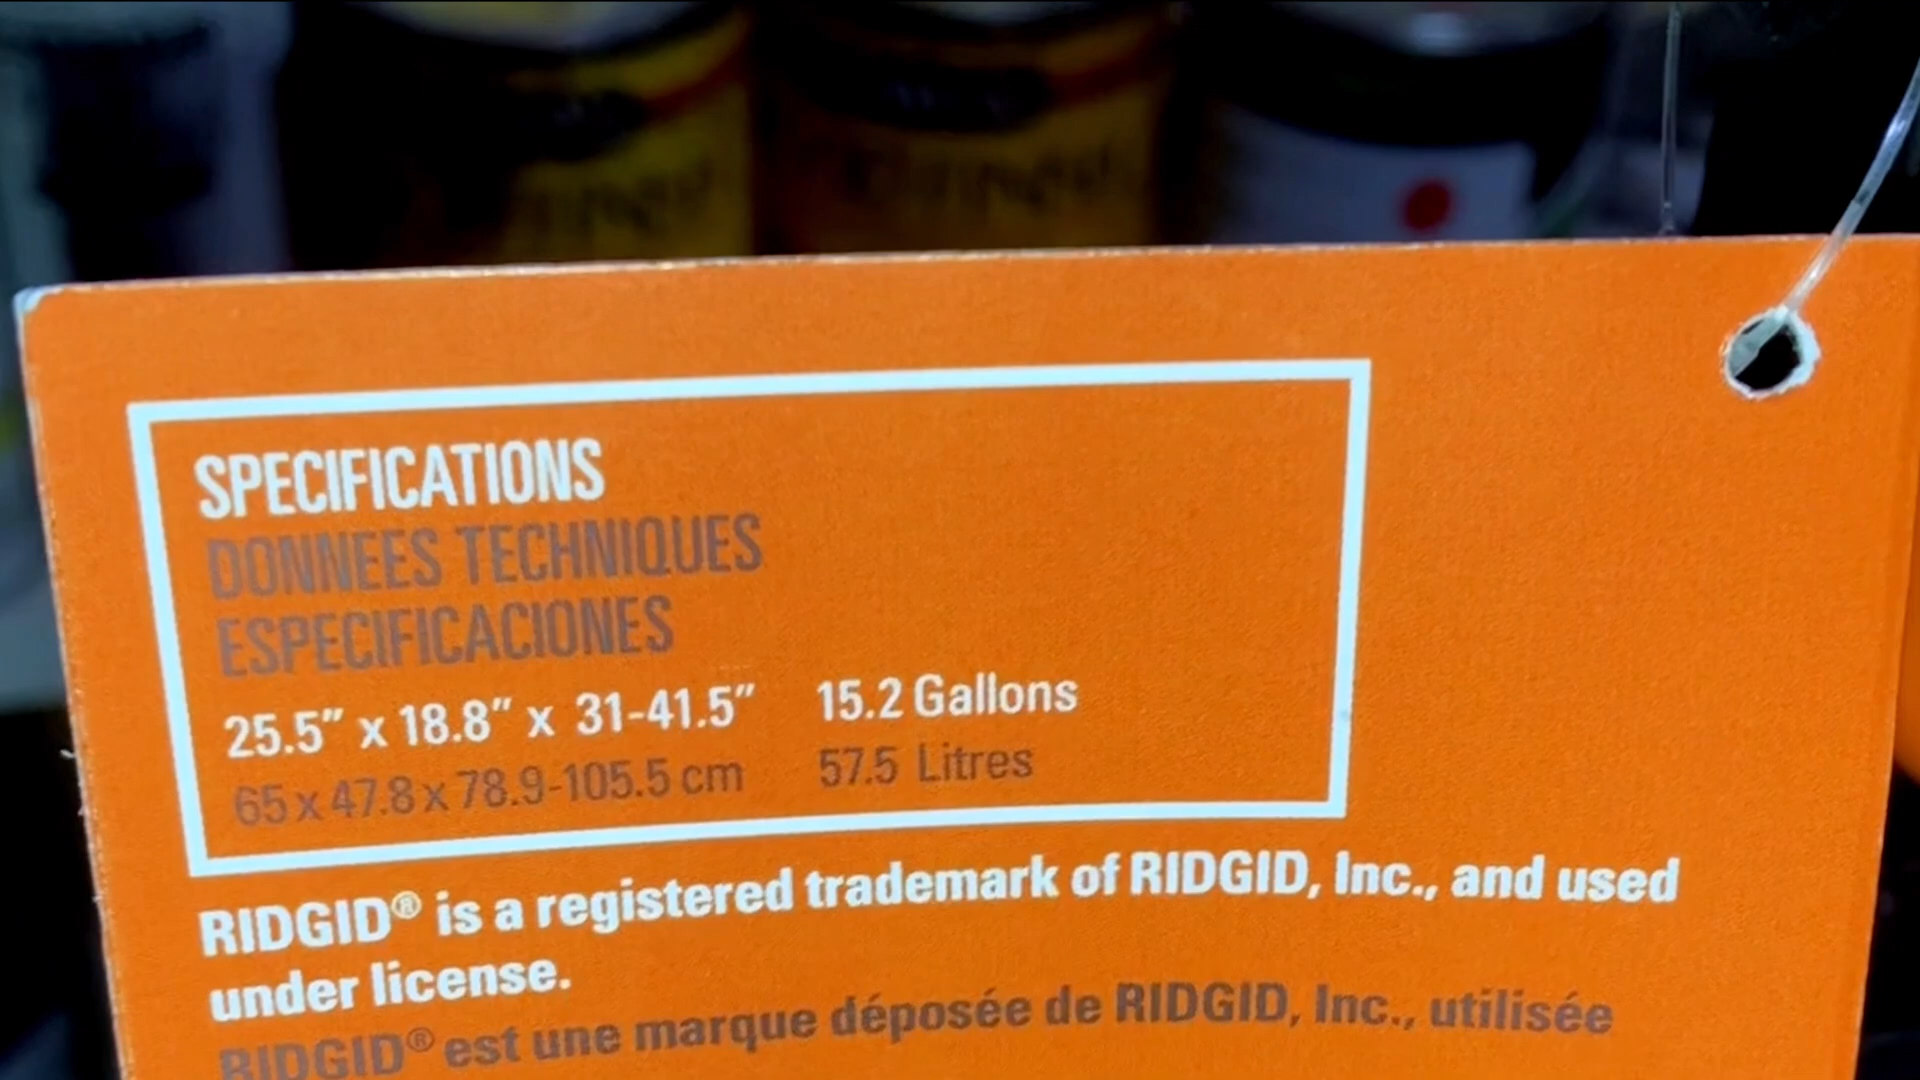 SPECIFICATIONS
DONNEES TECHNIQUES
ESPECIFICACIONES
25.5" x 18.8" x 31-41.5" 15.2 Gallons
65 x 47.8 x 78.9-105.5 cm 57.5 Litres
RIDGID® is a registered trademark of RIDGID, Inc., and used
under license.
RIDGID® est une marque déposée de RIDGID, Inc., utilisée